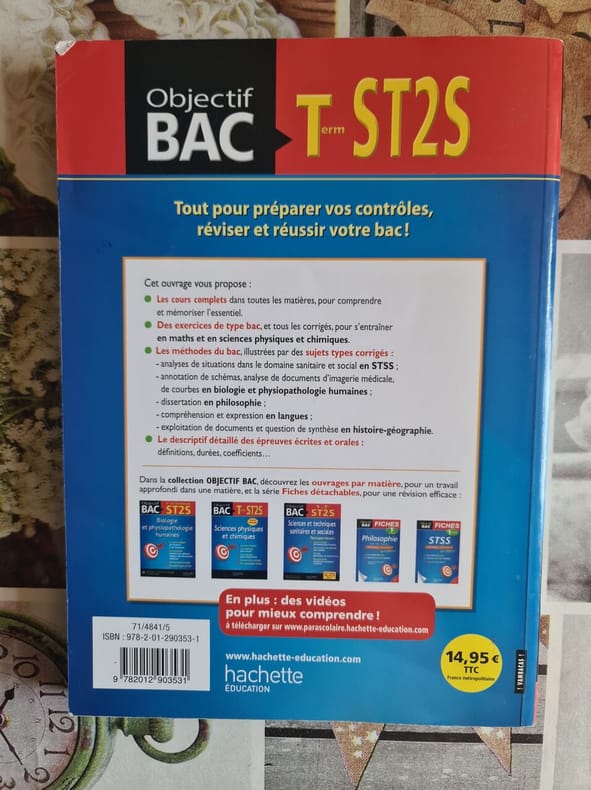 Objectif
BAC
Term ST2S
Tout pour préparer vos contrôles,
réviser et réussir votre bac !
Cet ouvrage vous propose :
Les cours complets dans toutes les matières, pour comprendre
et mémoriser l'essentiel.
Des exercices de type bac, et tous les corrigés, pour s'entraîner
en maths et en sciences physiques et chimiques.
Les méthodes du bac, illustrées par des sujets types corrigés :
- analyses de situations dans le domaine sanitaire et social en STSS ;
- annotation de schémas, analyse de documents d'imagerie médicale,
de courbes en biologie et physiopathologie humaines ;
- dissertation en philosophie ;
- compréhension et expression en langues ;
- exploitation de documents et question de synthèse en histoire-géographie.
Le descriptif détaillé des épreuves écrites et orales :
définitions, durées, coefficients...
Dans la collection OBJECTIF BAC, découvrez les ouvrages par matière, pour un travail
approfondi dans une matière, et la série Fiches détachables, pour une révision efficace :
BAC ST2S
Biologie
et physiopathologie
humaines
BAC Term ST2S
Sciences physiques
et chimiques
BAC ST2S
Sciences et techniques
sanitaires et sociales
BAC FICHES
Philosophie
BAC FICHES
STSS
En plus : des vidéos
pour mieux comprendre !
à télécharger sur www.parascolaire.hachette-education.com
71/4841/5
ISBN : 978-2-01-290353-1
9 782012 903531
www.hachette-education.com
hachette
ÉDUCATION
14,95 €
TTC
France métropolitaine
! VAMBACAS !